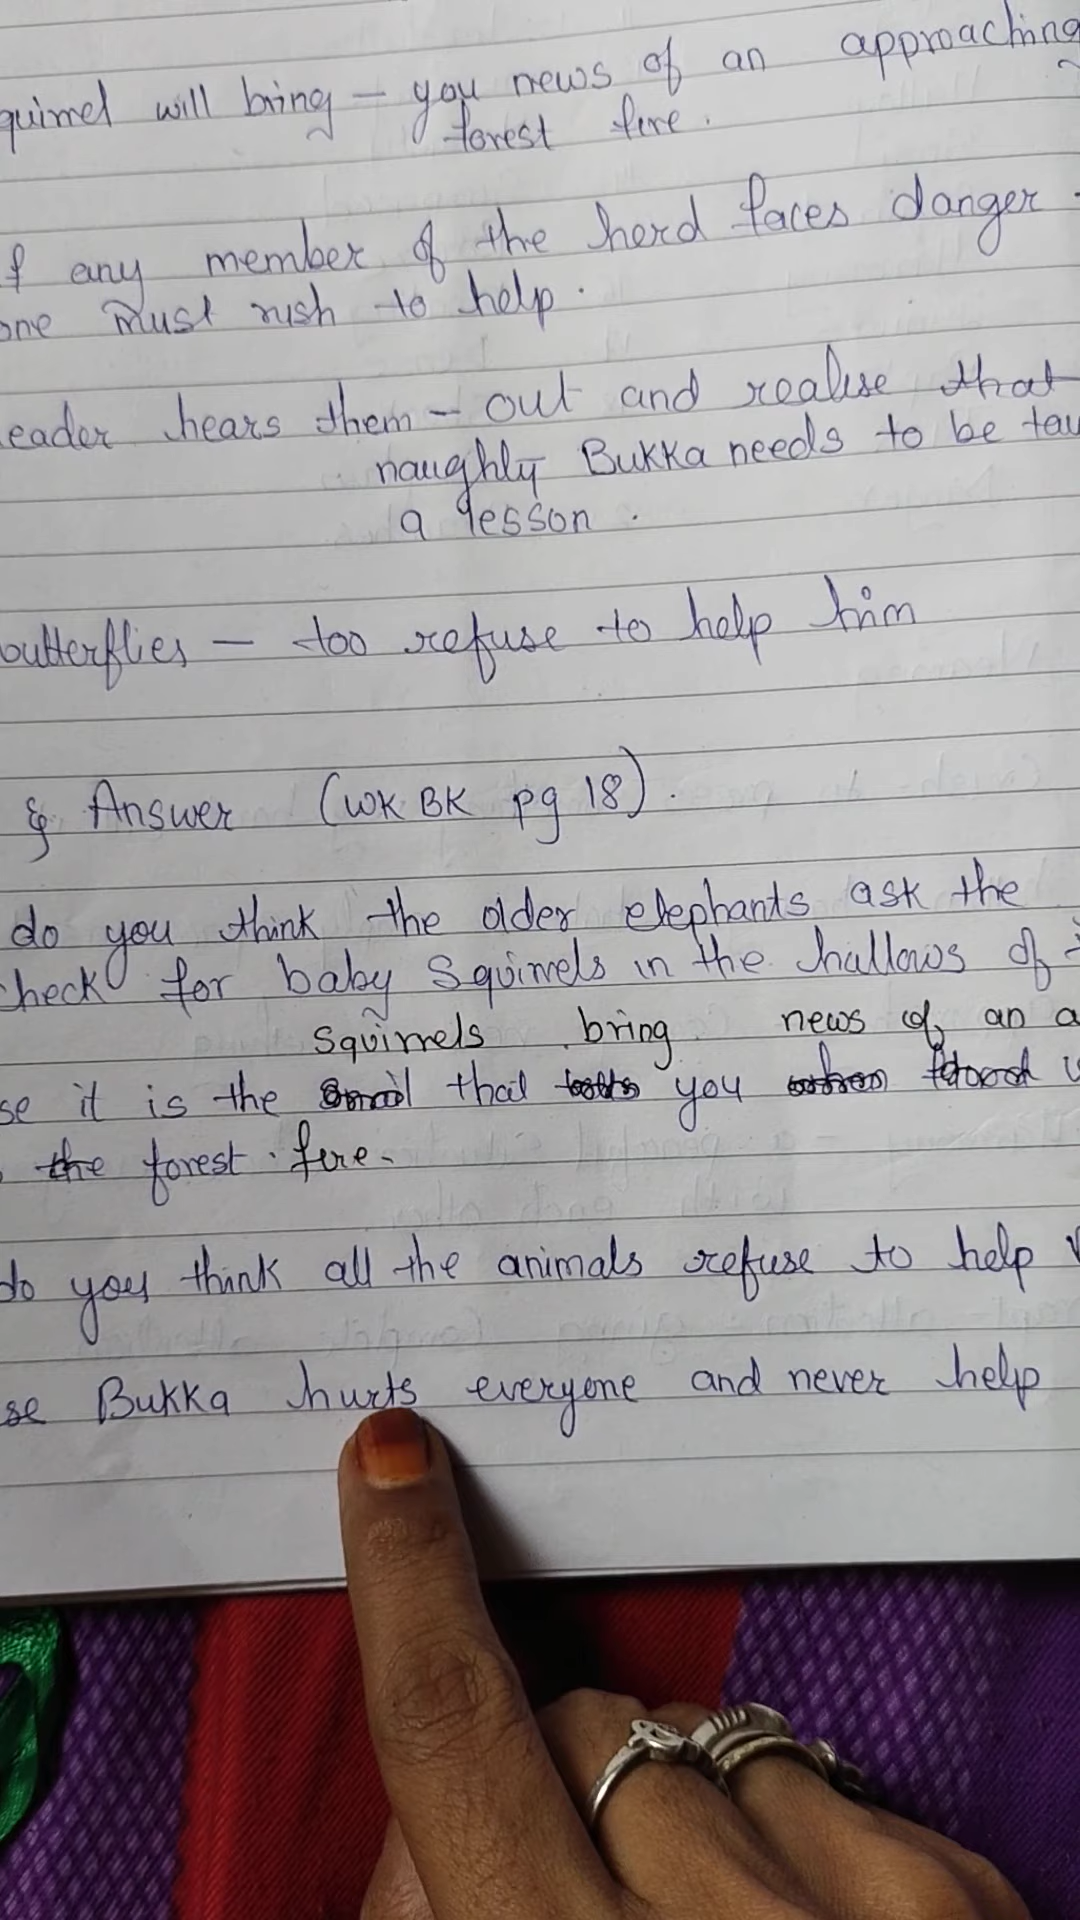 quirrel will bring – you news of an approaching
forest fire.
f any member of the herd faces danger
one must rush to help.
eader hears them – out and realise that
naughly Bukka needs to be tau
a lesson.
butterflies – too refuse to help him
& Answer (WK BK pg 18).
do you think the older elephants ask the
check for baby squirrels in the hallows of
squirrels bring news of an a
se it is the that you
the forest fire.
do you think all the animals refuse to help
se Bukka hurts everyone and never help